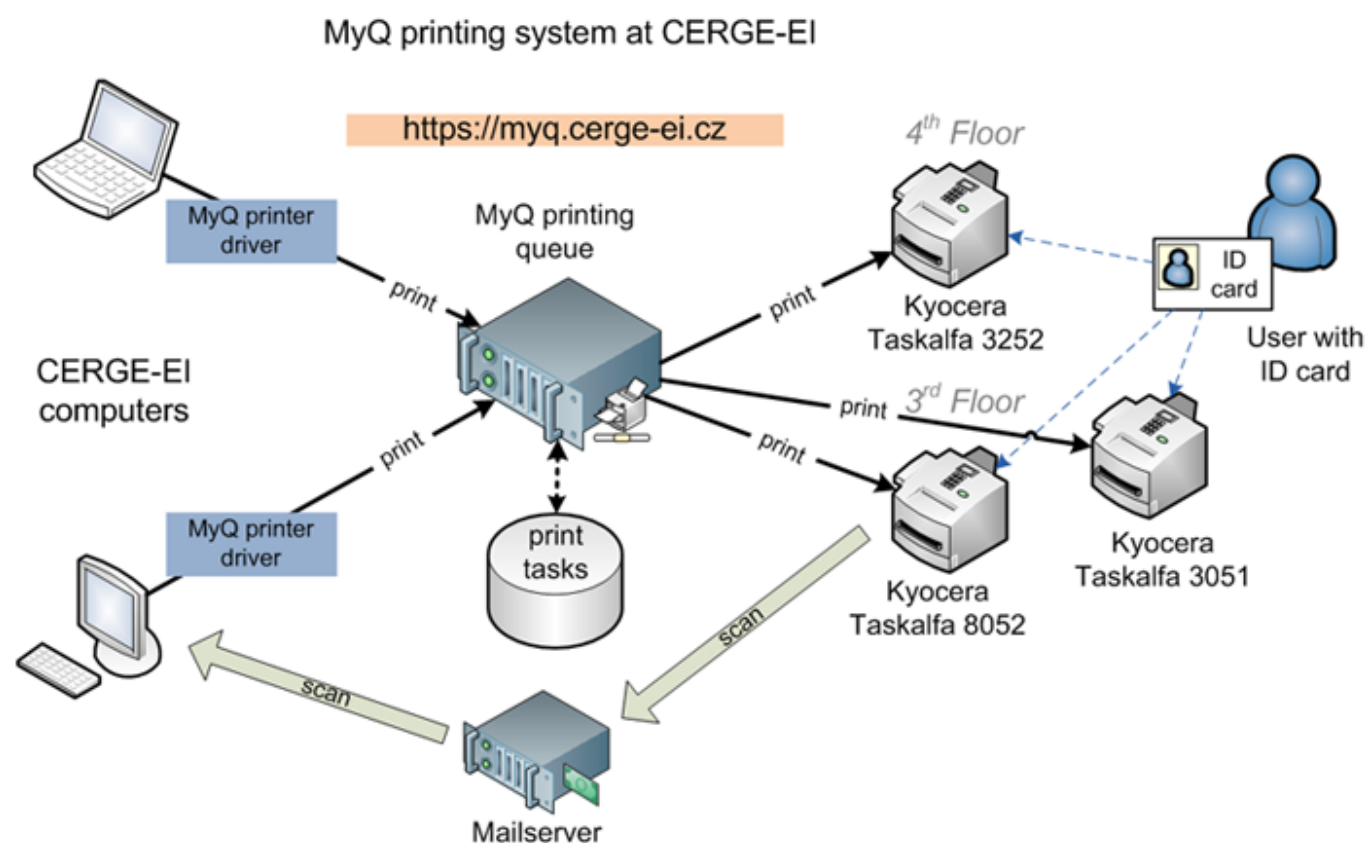 MyQ printing system at CERGE-EI
https://myq.cerge-ei.cz
4th Floor
MyQ printer
driver
MyQ printing
queue
print
print
ID
card
Kyocera
Taskalfa 3252
User with
ID card
CERGE-EI
computers
print
3rd Floor
print
print
MyQ printer
driver
print
tasks
Kyocera
Taskalfa 3051
Kyocera
Taskalfa 8052
scan
scan
Mailserver